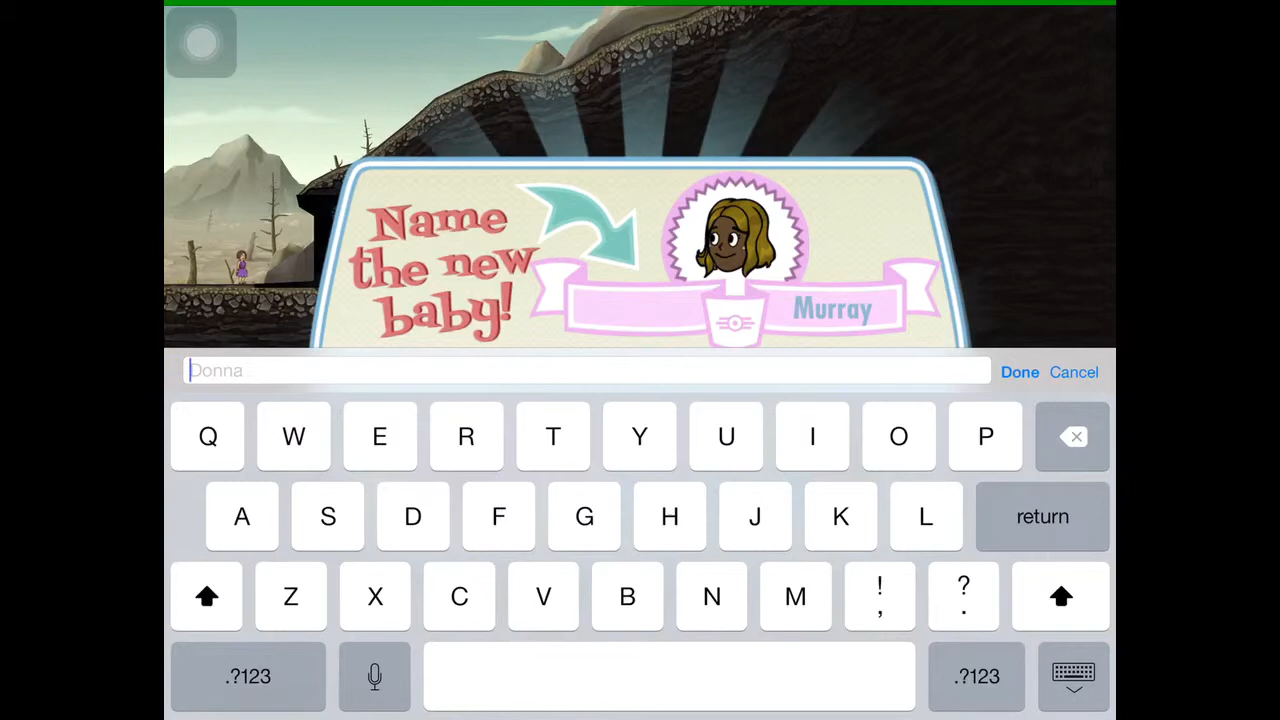 Name
the new
baby!
Murray
Donna
Done Cancel
Q W E R T Y U I O P
A S D F G H J K L return
Z X C V B N M ! , ? .
.?123 .?123